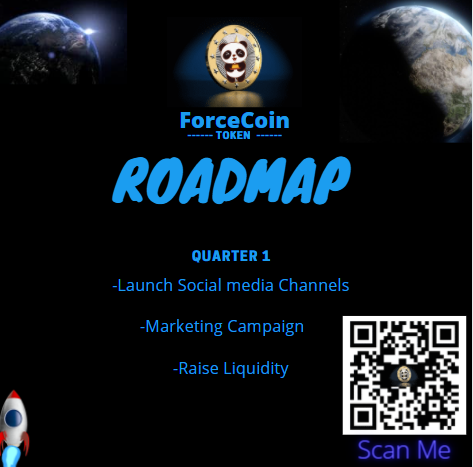 ForceCoin
------ TOKEN ------
ROADMAP
QUARTER 1
-Launch Social media Channels
-Marketing Campaign
-Raise Liquidity
Scan Me